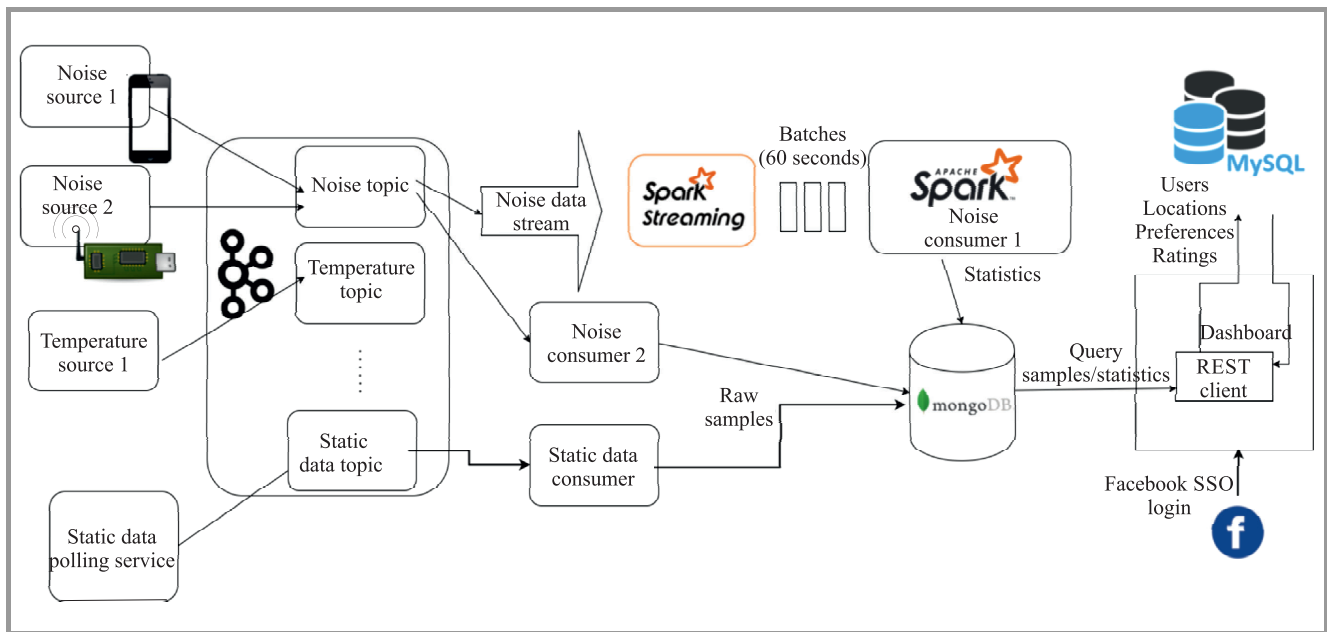 Noise
source 1
Noise
source 2
Temperature
source 1
Static data
polling service
Noise topic
Temperature
topic
Static
data topic
Noise data
stream
Spark
Streaming
Batches
(60 seconds)
APACHE
Spark™
Noise
consumer 1
Statistics
Noise
consumer 2
Static data
consumer
Raw
samples
mongoDB
Query
samples/statistics
MySQL
Users
Locations
Preferences
Ratings
Dashboard
REST
client
Facebook SSO
login
f